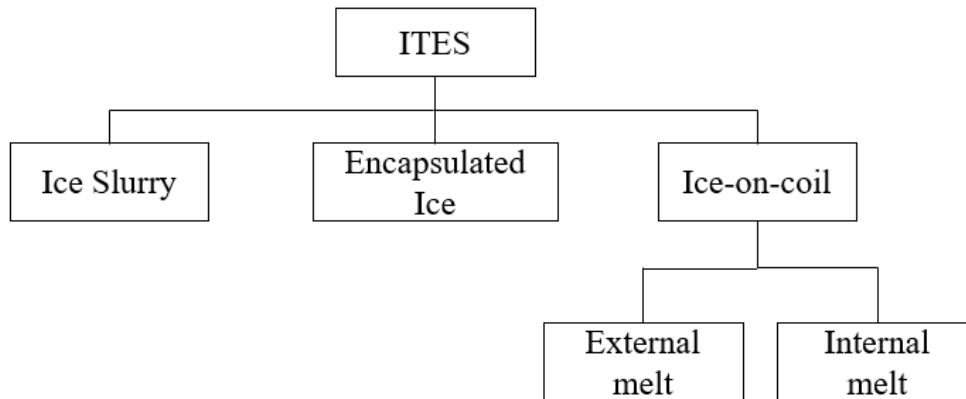 ITES
Ice Slurry
Encapsulated
Ice
Ice-on-coil
External
melt
Internal
melt